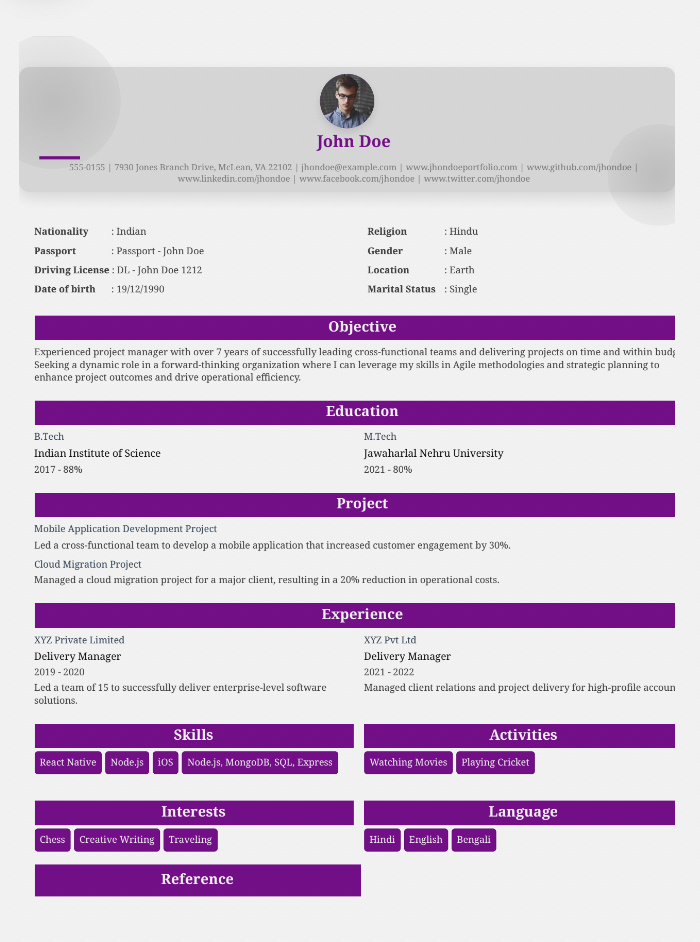 John Doe
555-0155 | 7930 Jones Branch Drive, McLean, VA 22102 | jhondoe@example.com | www.jhondoeportfolio.com | www.github.com/jhondoe |
www.linkedin.com/jhondoe | www.facebook.com/jhondoe | www.twitter.com/jhondoe
Nationality : Indian
Religion : Hindu
Passport : Passport - John Doe
Gender : Male
Driving License : DL - John Doe 1212
Location : Earth
Date of birth : 19/12/1990
Marital Status : Single
Objective
Experienced project manager with over 7 years of successfully leading cross-functional teams and delivering projects on time and within
Seeking a dynamic role in a forward-thinking organization where I can leverage my skills in Agile methodologies and strategic planning to
enhance project outcomes and drive operational efficiency.
Education
B.Tech
Indian Institute of Science
2017 - 88%
M.Tech
Jawaharlal Nehru University
2021 - 80%
Project
Mobile Application Development Project
Led a cross-functional team to develop a mobile application that increased customer engagement by 30%.
Cloud Migration Project
Managed a cloud migration project for a major client, resulting in a 20% reduction in operational costs.
Experience
XYZ Private Limited
Delivery Manager
2019 - 2020
Led a team of 15 to successfully deliver enterprise-level software
solutions.
XYZ Pvt Ltd
Delivery Manager
2021 - 2022
Managed client relations and project delivery for high-profile accoun
Skills
React Native Node.js iOS Node.js, MongoDB, SQL, Express
Activities
Watching Movies Playing Cricket
Interests
Chess Creative Writing Traveling
Language
Hindi English Bengali
Reference